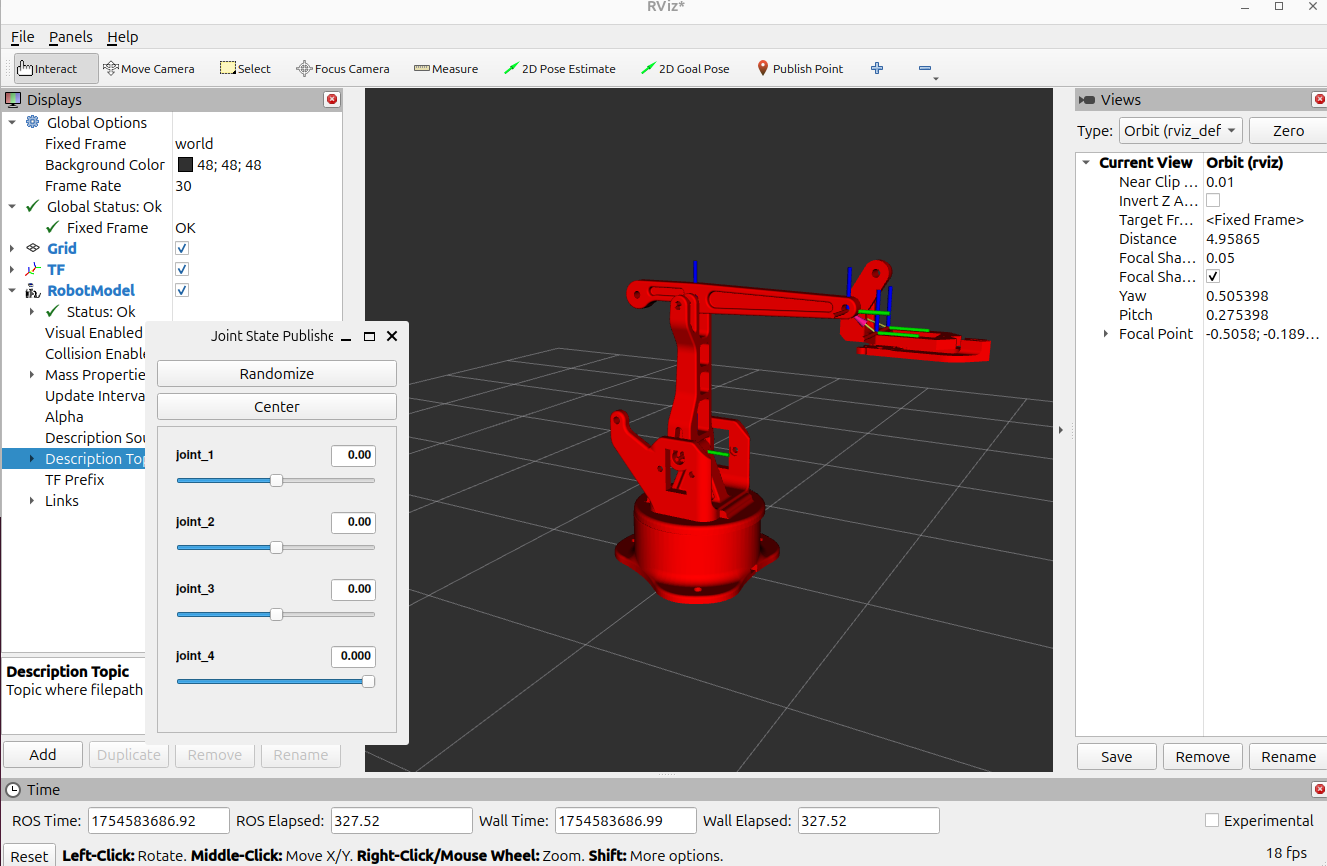 RViz*
File Panels Help
Interact Move Camera Select Focus Camera Measure 2D Pose Estimate 2D Goal Pose Publish Point
Displays
Global Options
Fixed Frame world
Background Color 48; 48; 48
Frame Rate 30
Global Status: Ok
Fixed Frame OK
Grid
TF
RobotModel
Status: Ok
Visual Enabled
Collision Enable
Mass Propertie
Update Interva
Alpha
Description Sou
Description Top
TF Prefix
Links
Description Topic
Topic where filepath
Add Duplicate Remove Rename
Joint State Publishe
Randomize
Center
joint_1 0.00
joint_2 0.00
joint_3 0.00
joint_4 0.000
Views
Type: Orbit (rviz_def Zero
Current View Orbit (rviz)
Near Clip ... 0.01
Invert Z A...
Target Fr... <Fixed Frame>
Distance 4.95865
Focal Sha... 0.05
Focal Sha...
Yaw 0.505398
Pitch 0.275398
Focal Point -0.5058; -0.189...
Save Remove Rename
Time
ROS Time: 1754583686.92 ROS Elapsed: 327.52 Wall Time: 1754583686.99 Wall Elapsed: 327.52 Experimental
Reset Left-Click: Rotate. Middle-Click: Move X/Y. Right-Click/Mouse Wheel: Zoom. Shift: More options. 18 fps